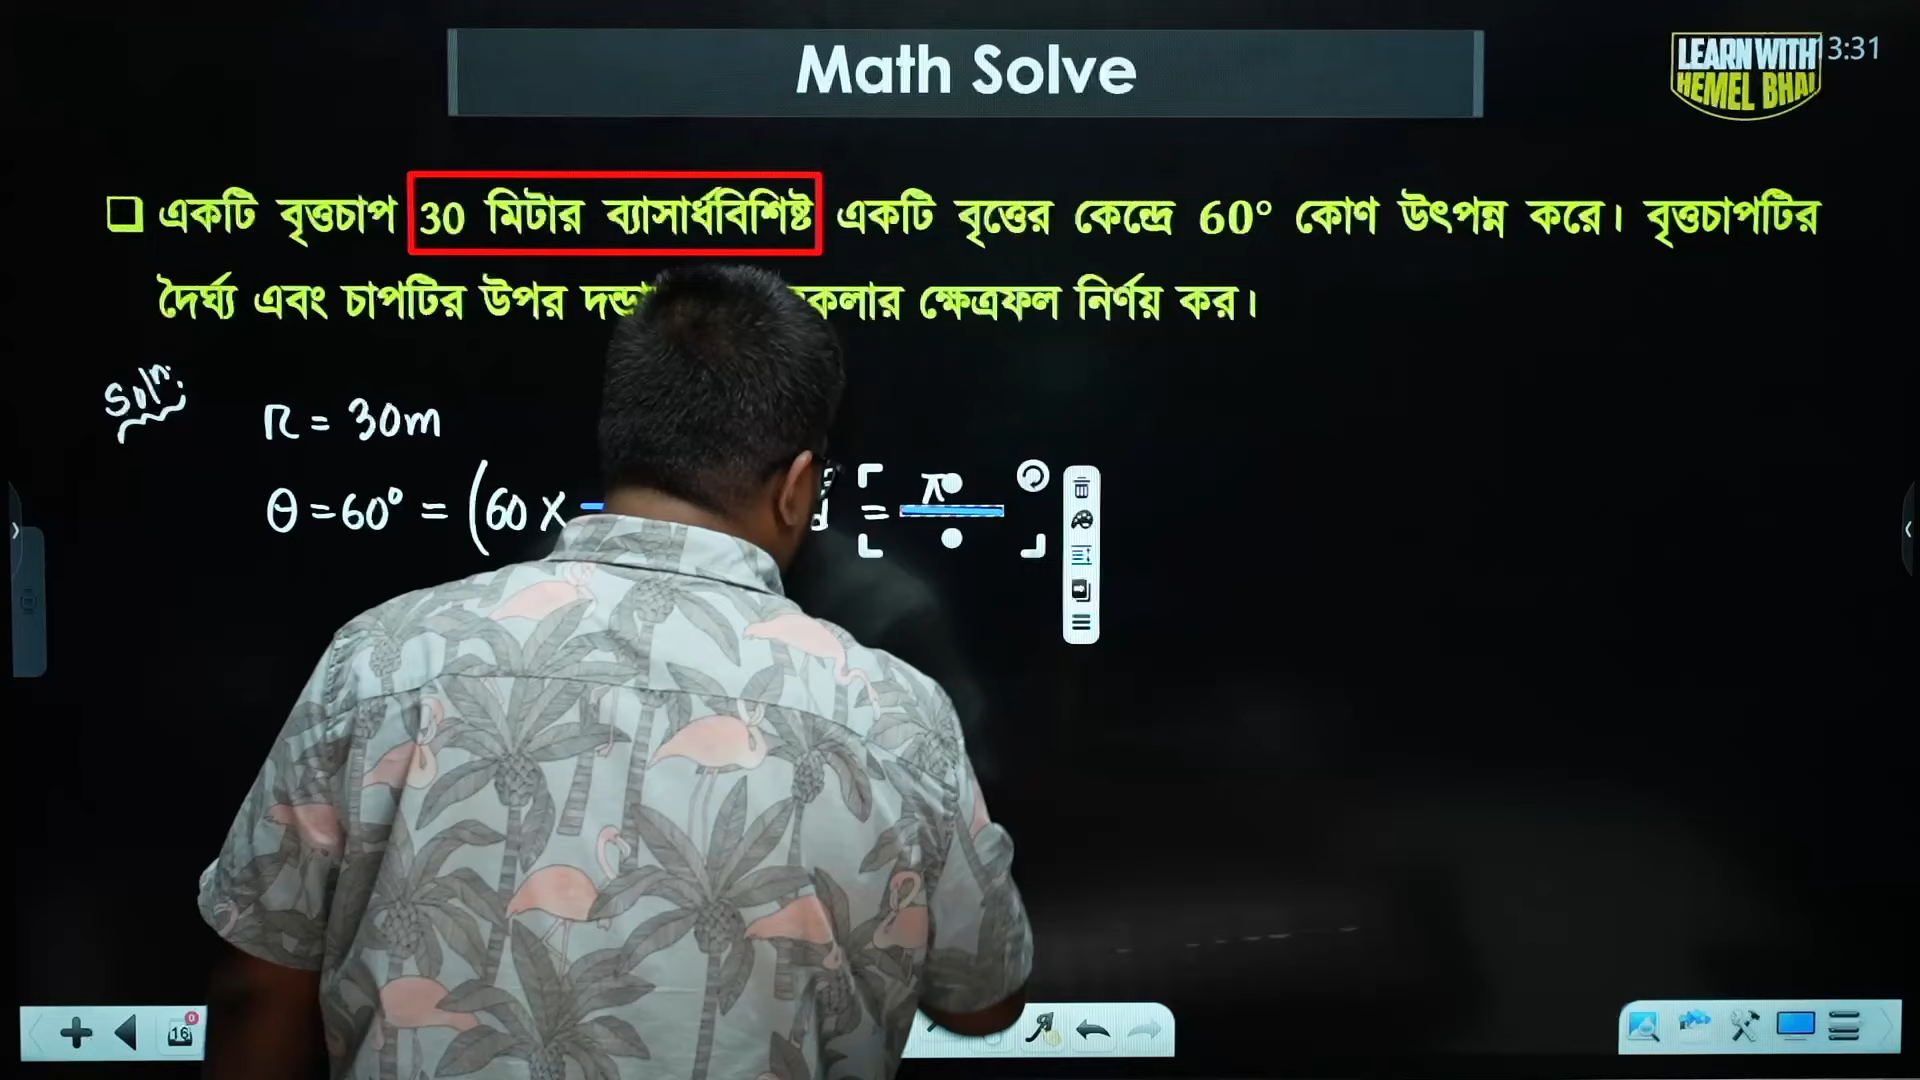 Math Solve
LEARN WITH HEMEL BHAI
3:31
একটি বৃত্তচাপ 30 মিটার ব্যাসার্ধবিশিষ্ট একটি বৃত্তের কেন্দ্রে 60° কোণ উৎপন্ন করে। বৃত্তচাপটির
দৈর্ঘ্য এবং চাপটির উপর ক্ষেত্রফল নির্ণয় কর।
Soln:
r = 30m
θ = 60° = (60 × = π
16
0